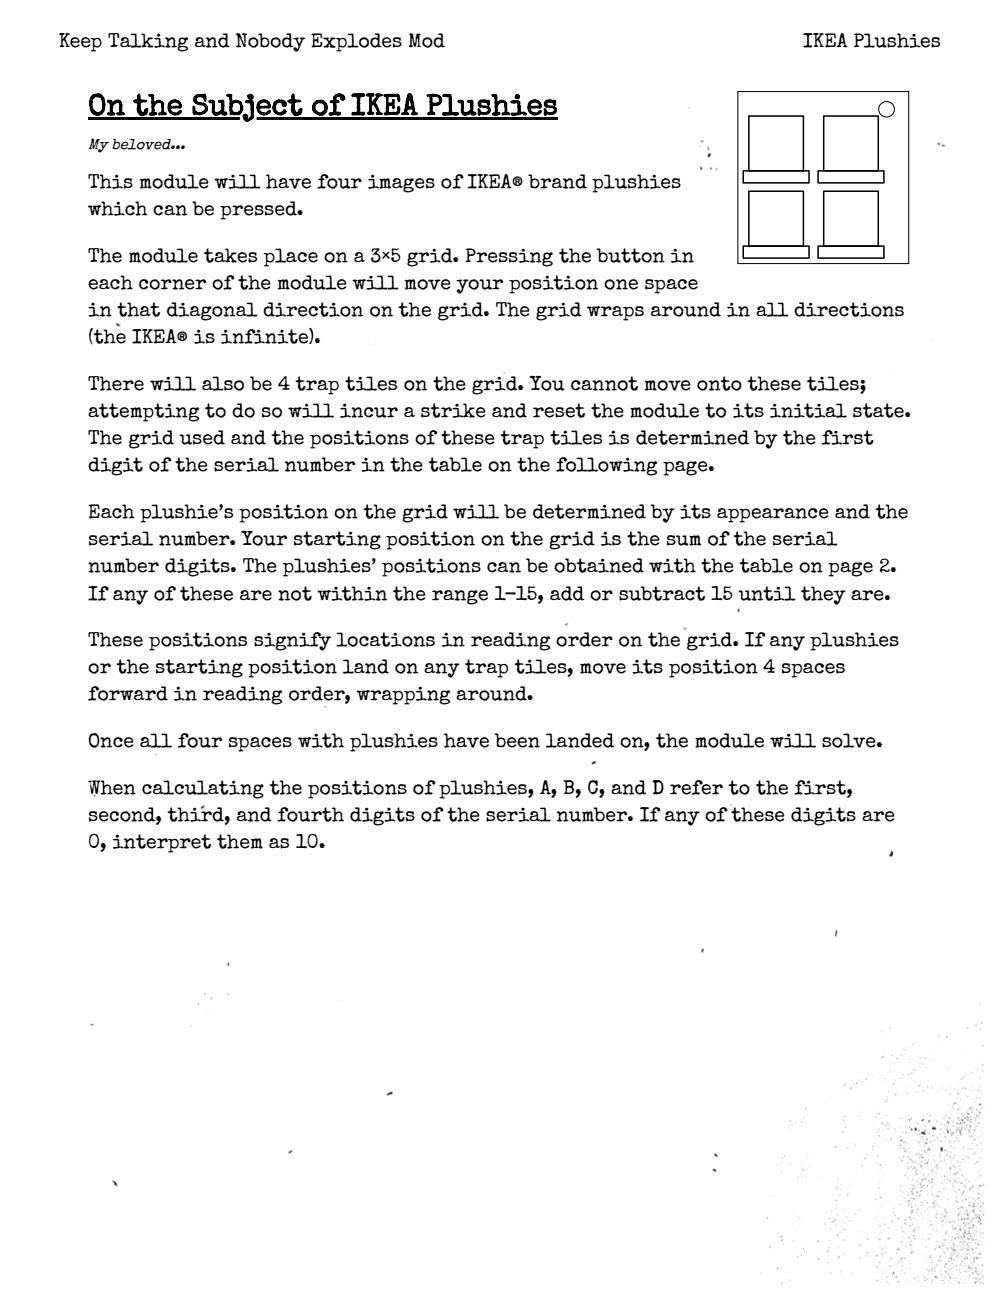 Keep Talking and Nobody Explodes Mod
IKEA Plushies
On the Subject of IKEA Plushies
My beloved...
This module will have four images of IKEA® brand plushies
which can be pressed.
The module takes place on a 3×5 grid. Pressing the button in
each corner of the module will move your position one space
in that diagonal direction on the grid. The grid wraps around in all directions
(the IKEA® is infinite).
There will also be 4 trap tiles on the grid. You cannot move onto these tiles;
attempting to do so will incur a strike and reset the module to its initial state.
The grid used and the positions of these trap tiles is determined by the first
digit of the serial number in the table on the following page.
Each plushie’s position on the grid will be determined by its appearance and the
serial number. Your starting position on the grid is the sum of the serial
number digits. The plushies’ positions can be obtained with the table on page 2.
If any of these are not within the range 1–15, add or subtract 15 until they are.
These positions signify locations in reading order on the grid. If any plushies
or the starting position land on any trap tiles, move its position 4 spaces
forward in reading order, wrapping around.
Once all four spaces with plushies have been landed on, the module will solve.
When calculating the positions of plushies, A, B, C, and D refer to the first,
second, third, and fourth digits of the serial number. If any of these digits are
0, interpret them as 10.